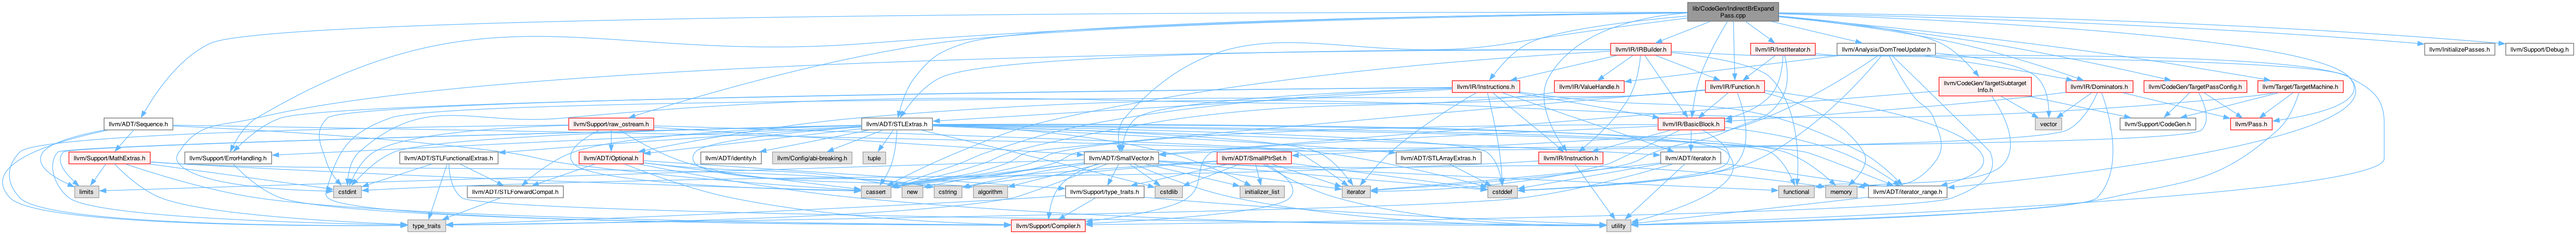 lib/CodeGen/IndirectBrExpand
Pass.cpp
llvm/ADT/Sequence.h
llvm/Support/raw_ostream.h
llvm/IR/IRBuilder.h
llvm/IR/InstIterator.h
llvm/Analysis/DomTreeUpdater.h
llvm/InitializePasses.h
llvm/Support/Debug.h
llvm/IR/Instructions.h
llvm/IR/ValueHandle.h
llvm/IR/Function.h
llvm/CodeGen/TargetSubtarget
Info.h
llvm/IR/Dominators.h
llvm/CodeGen/TargetPassConfig.h
llvm/Target/TargetMachine.h
llvm/ADT/STLExtras.h
llvm/IR/BasicBlock.h
vector
llvm/Support/CodeGen.h
llvm/Pass.h
llvm/Support/MathExtras.h
llvm/Support/ErrorHandling.h
llvm/ADT/STLFunctionalExtras.h
llvm/ADT/Optional.h
llvm/ADT/identity.h
llvm/Config/abi-breaking.h
tuple
llvm/ADT/SmallVector.h
llvm/ADT/SmallPtrSet.h
llvm/ADT/STLArrayExtras.h
llvm/IR/Instruction.h
llvm/ADT/iterator.h
limits
cstdint
llvm/ADT/STLForwardCompat.h
cassert
new
cstring
algorithm
llvm/Support/type_traits.h
cstdlib
initializer_list
iterator
cstddef
functional
memory
llvm/ADT/iterator_range.h
type_traits
llvm/Support/Compiler.h
utility